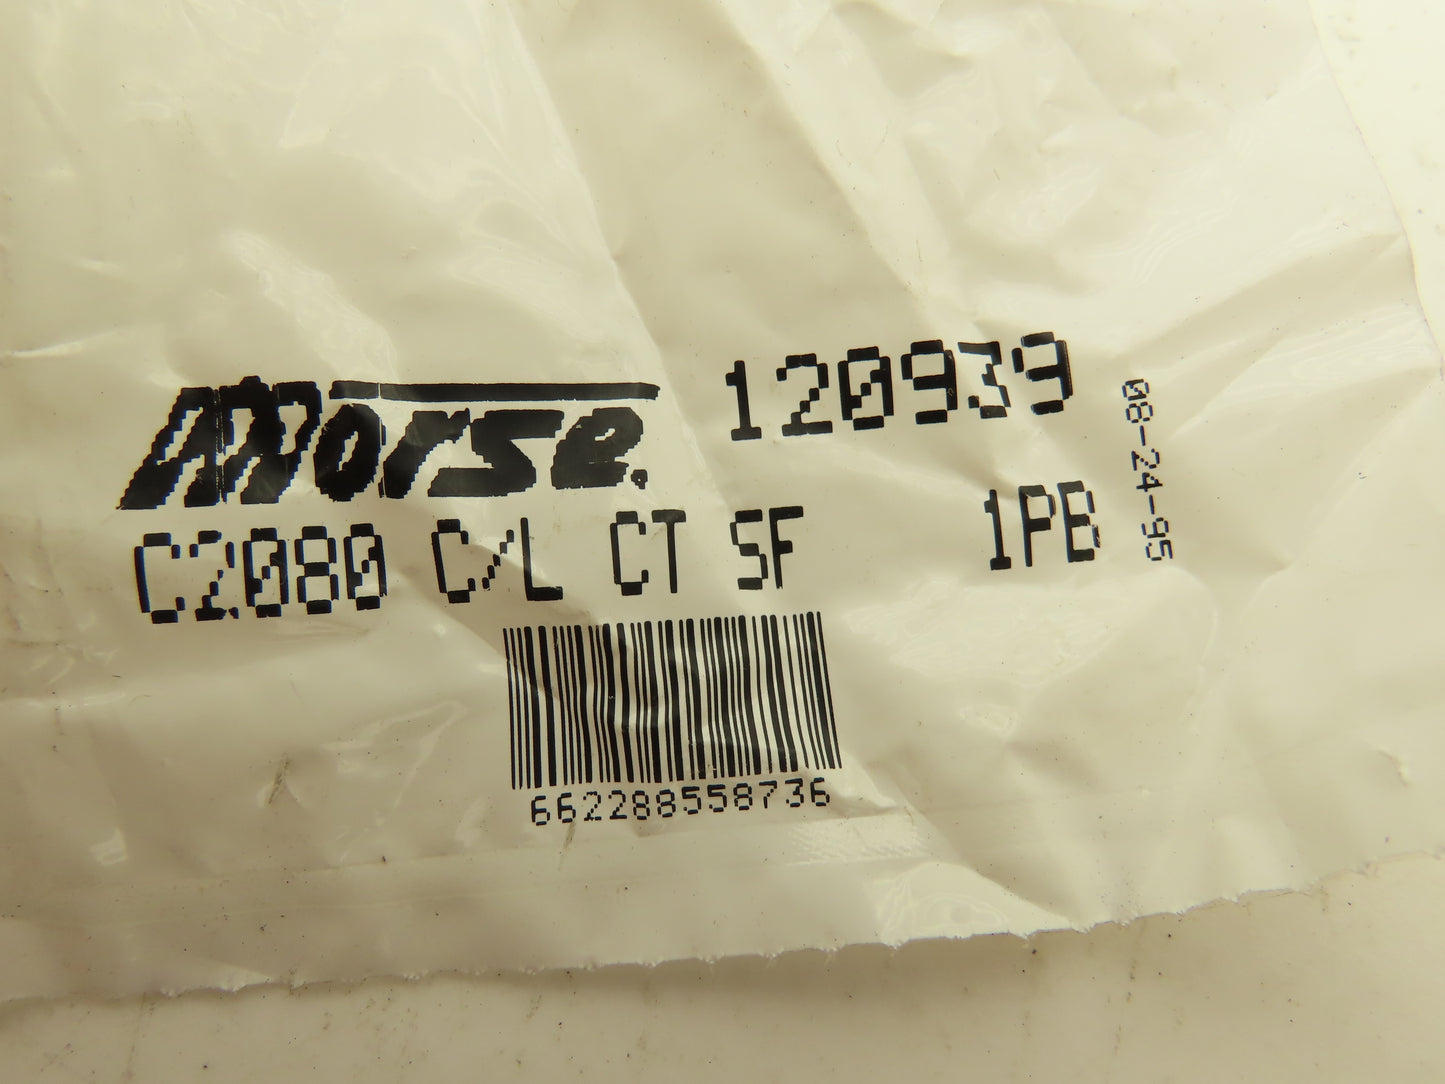 Morse.
120939
C2080 C/L CT SF
1PB
08-24-95
662288558736